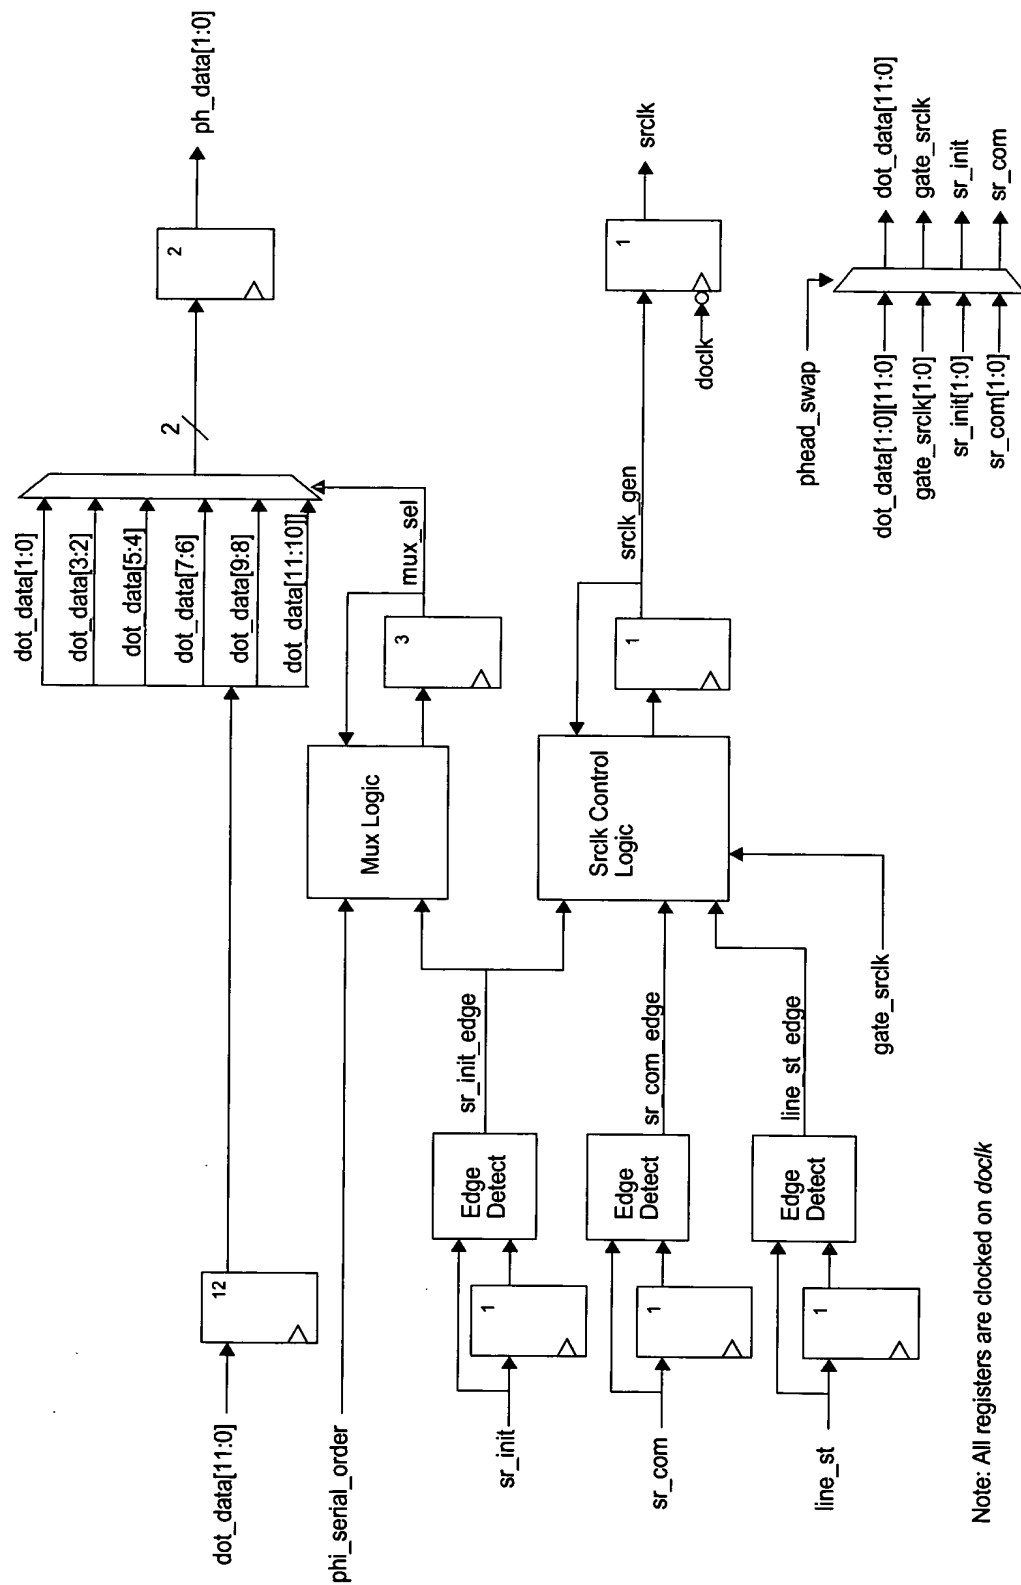 dot_data[11:0]
12
dot_data[1:0]
dot_data[3:2]
dot_data[5:4]
dot_data[7:6]
dot_data[9:8]
dot_data[11:10]]
2
2
ph_data[1:0]
phi_serial_order
Mux Logic
3
mux_sel
sr_init
1
Edge
Detect
sr_init_edge
sr_com
1
Edge
Detect
sr_com_edge
line_st
1
Edge
Detect
line_st_edge
gate_srclk
Srclk Control
Logic
1
srclk_gen
doclk
1
srclk
phead_swap
dot_data[1:0][11:0]
gate_srclk[1:0]
sr_init[1:0]
sr_com[1:0]
dot_data[11:0]
gate_srclk
sr_init
sr_com
Note: All registers are clocked on doclk